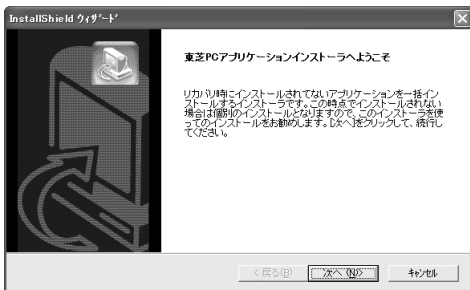 InstallShield ウィザード
東芝PCアプリケーションインストーラへようこそ
リカバリ時にインストールされてないアプリケーションを一括イン
ストールするインストーラです。この時点でインストールされない
場合は個別のインストールとなりますので、このインストーラを使
ってのインストールをお勧めします。[次へ]をクリックして、続行し
てください。
< 戻る(B)
次へ(N)>
キャンセル